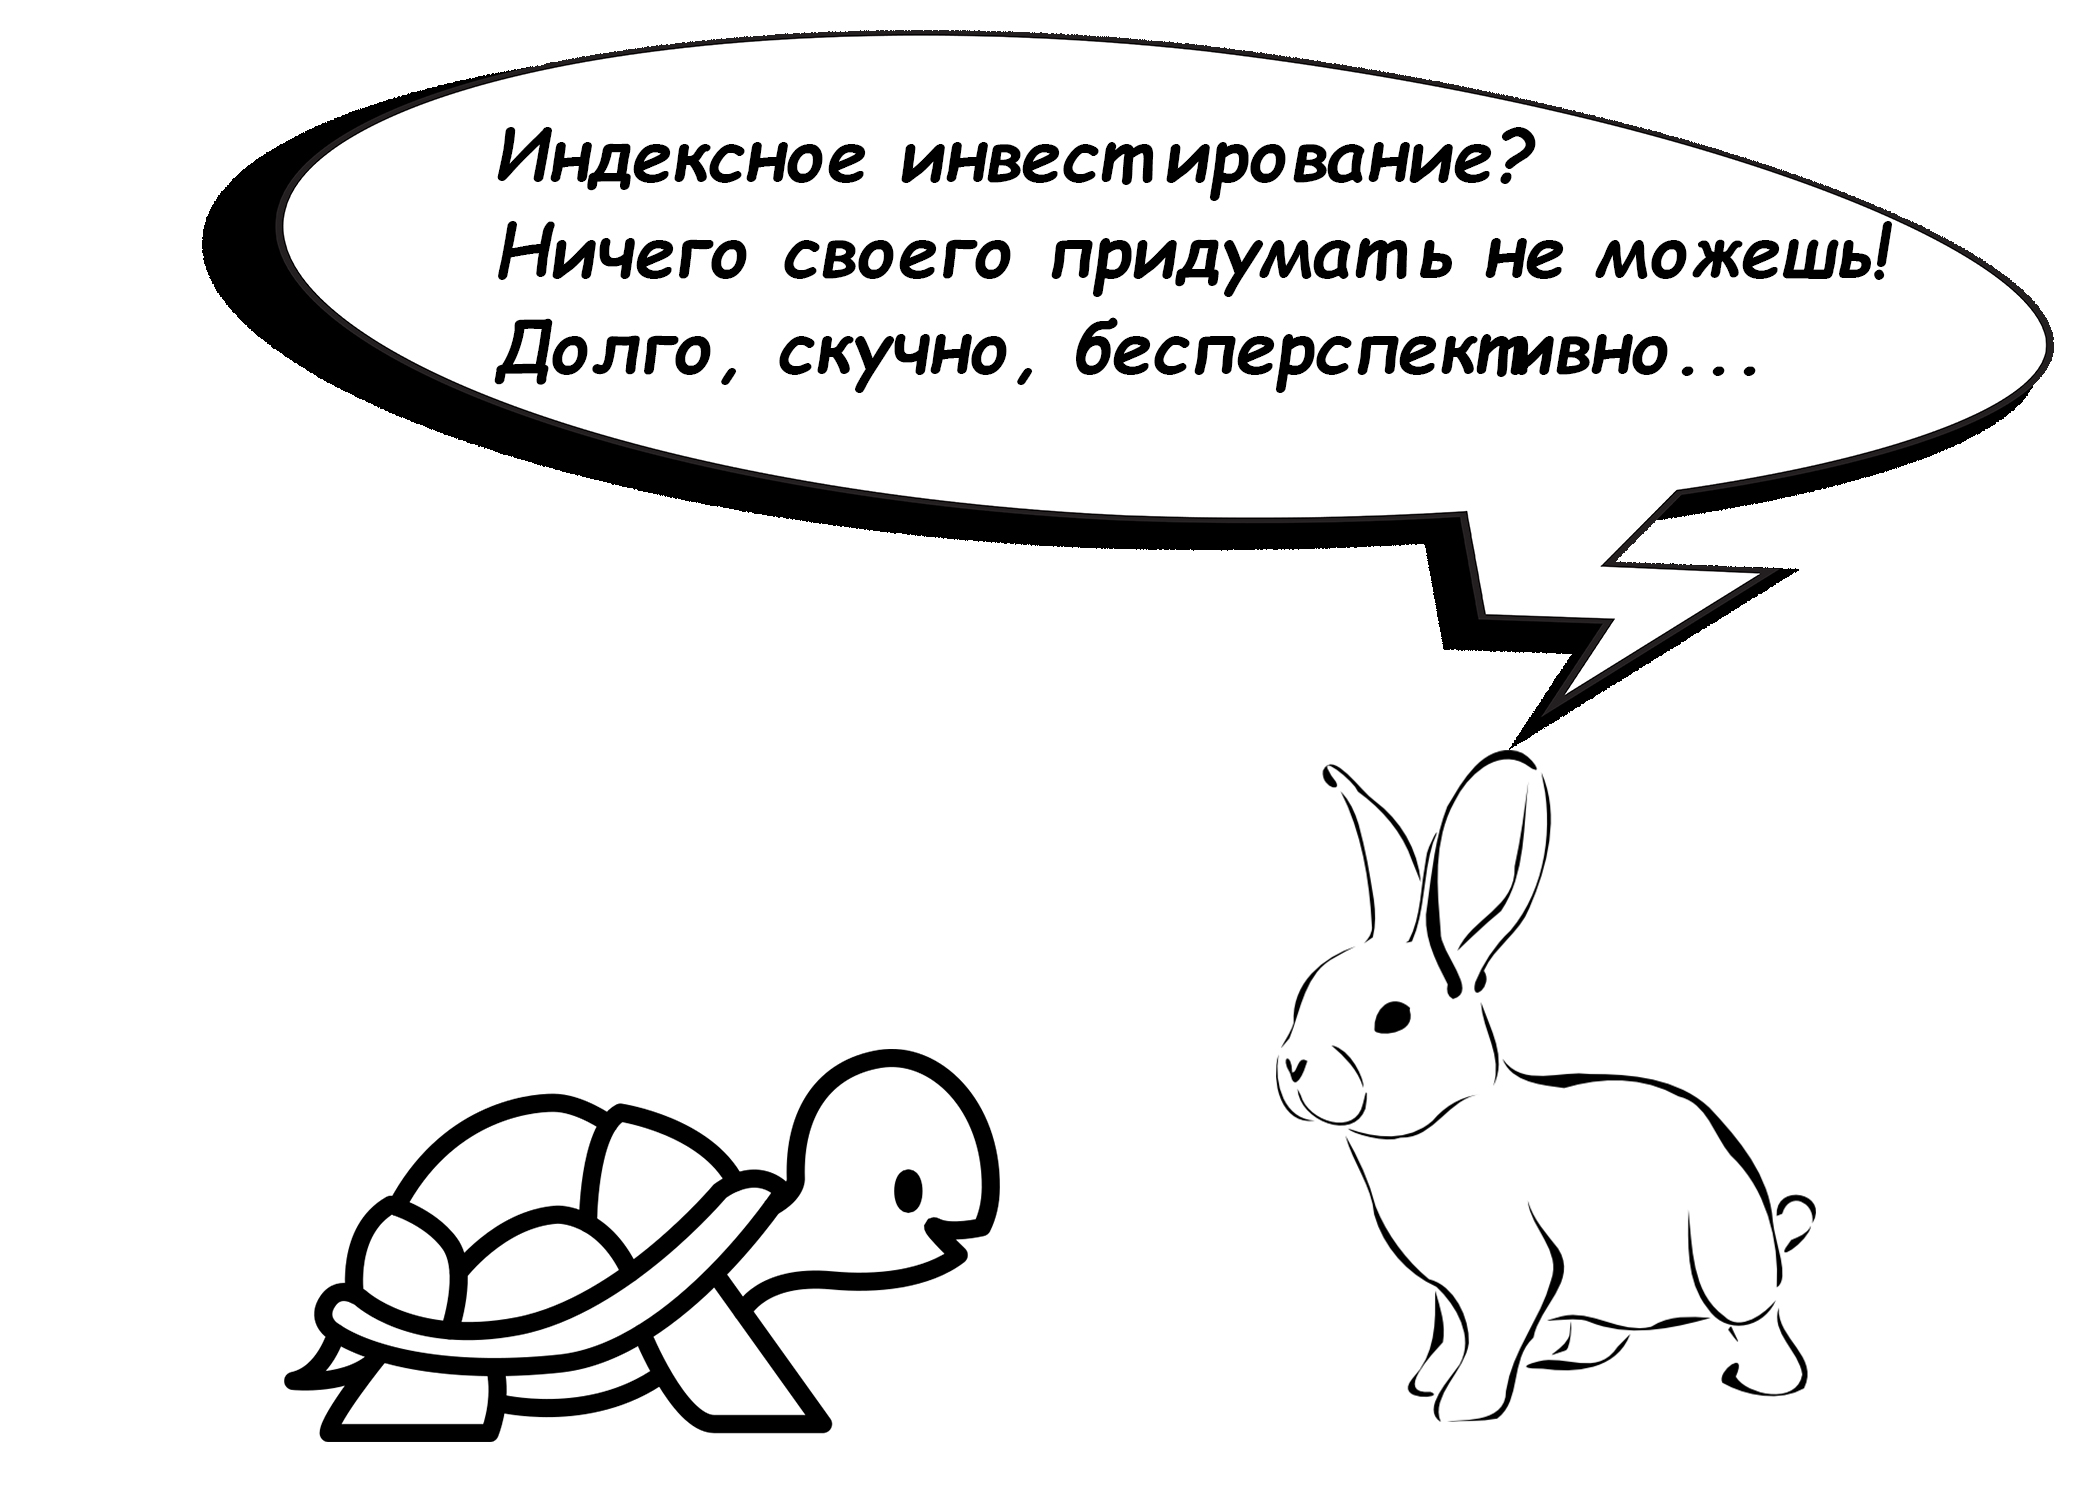 Индексное инвестирование?
Ничего своего придумать не можешь!
Долго, скучно, бесперспективно...